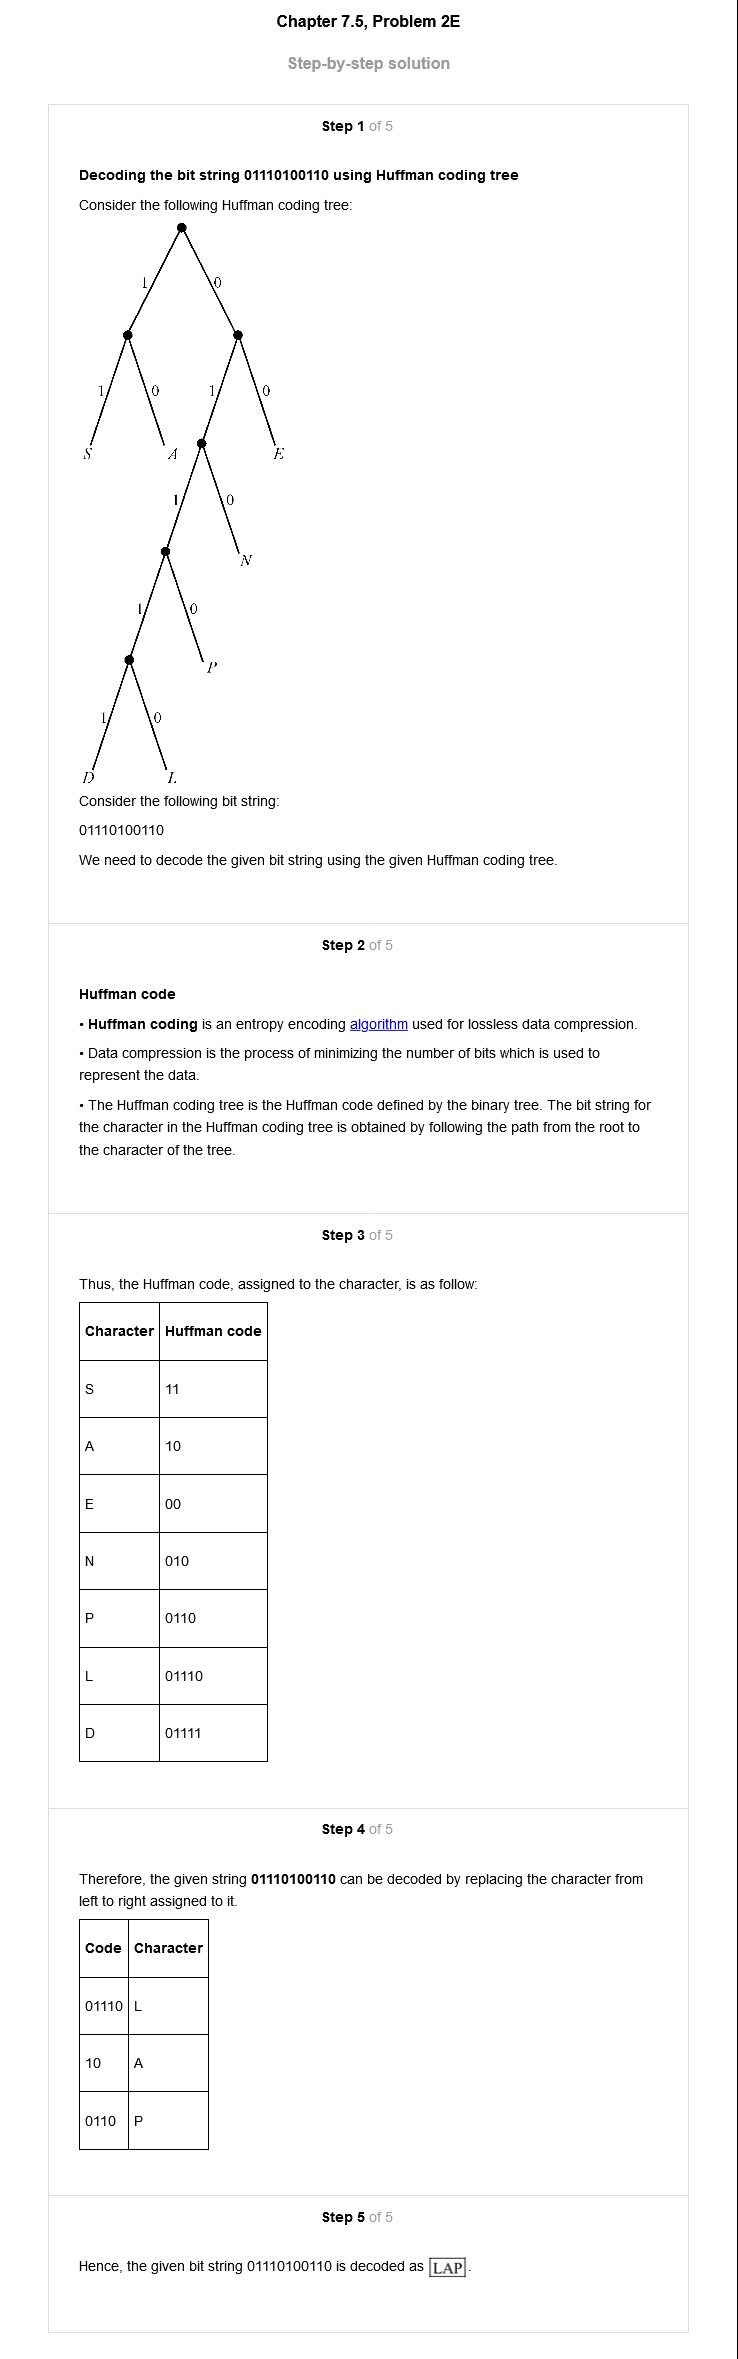 Chapter 7.5, Problem 2E
Step-by-step solution
Step 1 of 5
Decoding the bit string 01110100110 using Huffman coding tree
Consider the following Huffman coding tree:
1 0
1 0 1 0
S A E
1 0
N
1 0
P
1 0
D L
Consider the following bit string:
01110100110
We need to decode the given bit string using the given Huffman coding tree.
Step 2 of 5
Huffman code
• Huffman coding is an entropy encoding algorithm used for lossless data compression.
• Data compression is the process of minimizing the number of bits which is used to
represent the data.
• The Huffman coding tree is the Huffman code defined by the binary tree. The bit string for
the character in the Huffman coding tree is obtained by following the path from the root to
the character of the tree.
Step 3 of 5
Thus, the Huffman code, assigned to the character, is as follow:
Character Huffman code
S 11
A 10
E 00
N 010
P 0110
L 01110
D 01111
Step 4 of 5
Therefore, the given string 01110100110 can be decoded by replacing the character from
left to right assigned to it.
Code Character
01110 L
10 A
0110 P
Step 5 of 5
Hence, the given bit string 01110100110 is decoded as LAP.